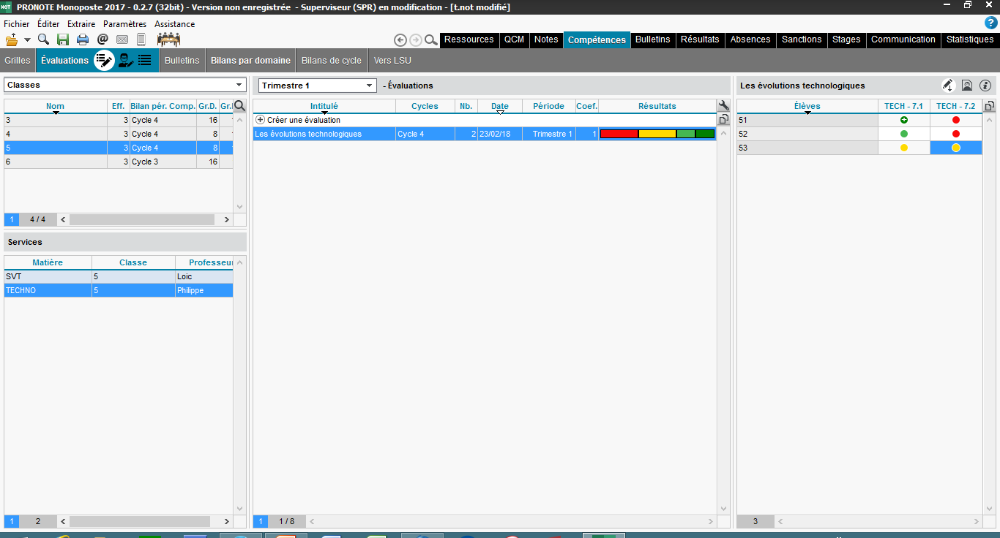 PRONOTE Monoposte 2017 - 0.2.7 (32bit) - Version non enregistrée - Superviseur (SPR) en modification - [t.not modifié]
Fichier Éditer Extraire Paramètres Assistance
Ressources QCM Notes Compétences Bulletins Résultats Absences Sanctions Stages Communication Statistiques
Grilles Évaluations Bulletins Bilans par domaine Bilans de cycle Vers LSU
Classes
Nom Eff. Bilan pér. Comp. Gr.D.
3 3 Cycle 4 16
4 3 Cycle 4 8
5 3 Cycle 4 8
6 3 Cycle 3 16
1 4 / 4
Services
Matière Classe Professeur
SVT 5 Loic
TECHNO 5 Philippe
1 2
Trimestre 1 - Évaluations
Intitulé Cycles Nb. Date Période Coef. Résultats
Créer une évaluation
Les évolutions technologiques Cycle 4 2 23/02/18 Trimestre 1 1
1 1 / 8
Les évolutions technologiques
Élèves TECH - 7.1 TECH - 7.2
51
52
53
3